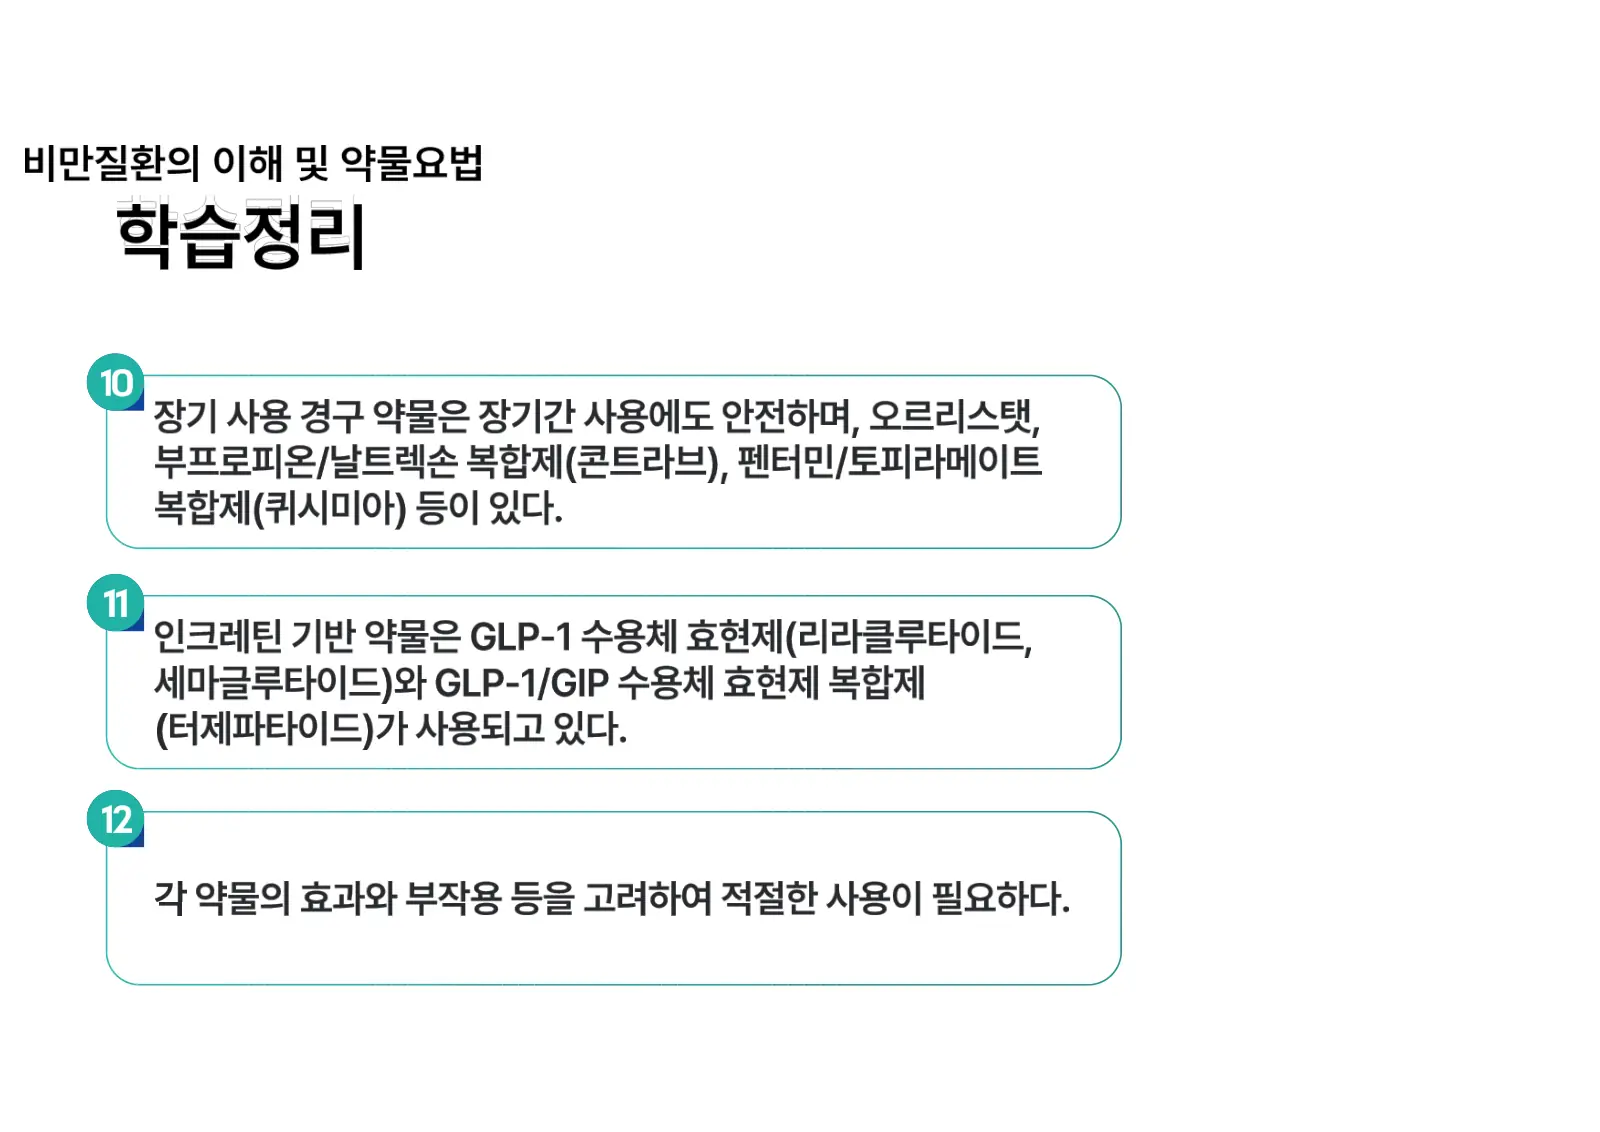 비만질환의 이해 및 약물요법
학습정리
10
장기 사용 경구 약물은 장기간 사용에도 안전하며, 오르리스탯,
부프로피온/날트렉손 복합제(콘트라브), 펜터민/토피라메이트
복합제(퀴시미아) 등이 있다.
11
인크레틴 기반 약물은 GLP-1 수용체 효현제(리라클루타이드,
세마글루타이드)와 GLP-1/GIP 수용체 효현제 복합제
(터제파타이드)가 사용되고 있다.
12
각 약물의 효과와 부작용 등을 고려하여 적절한 사용이 필요하다.